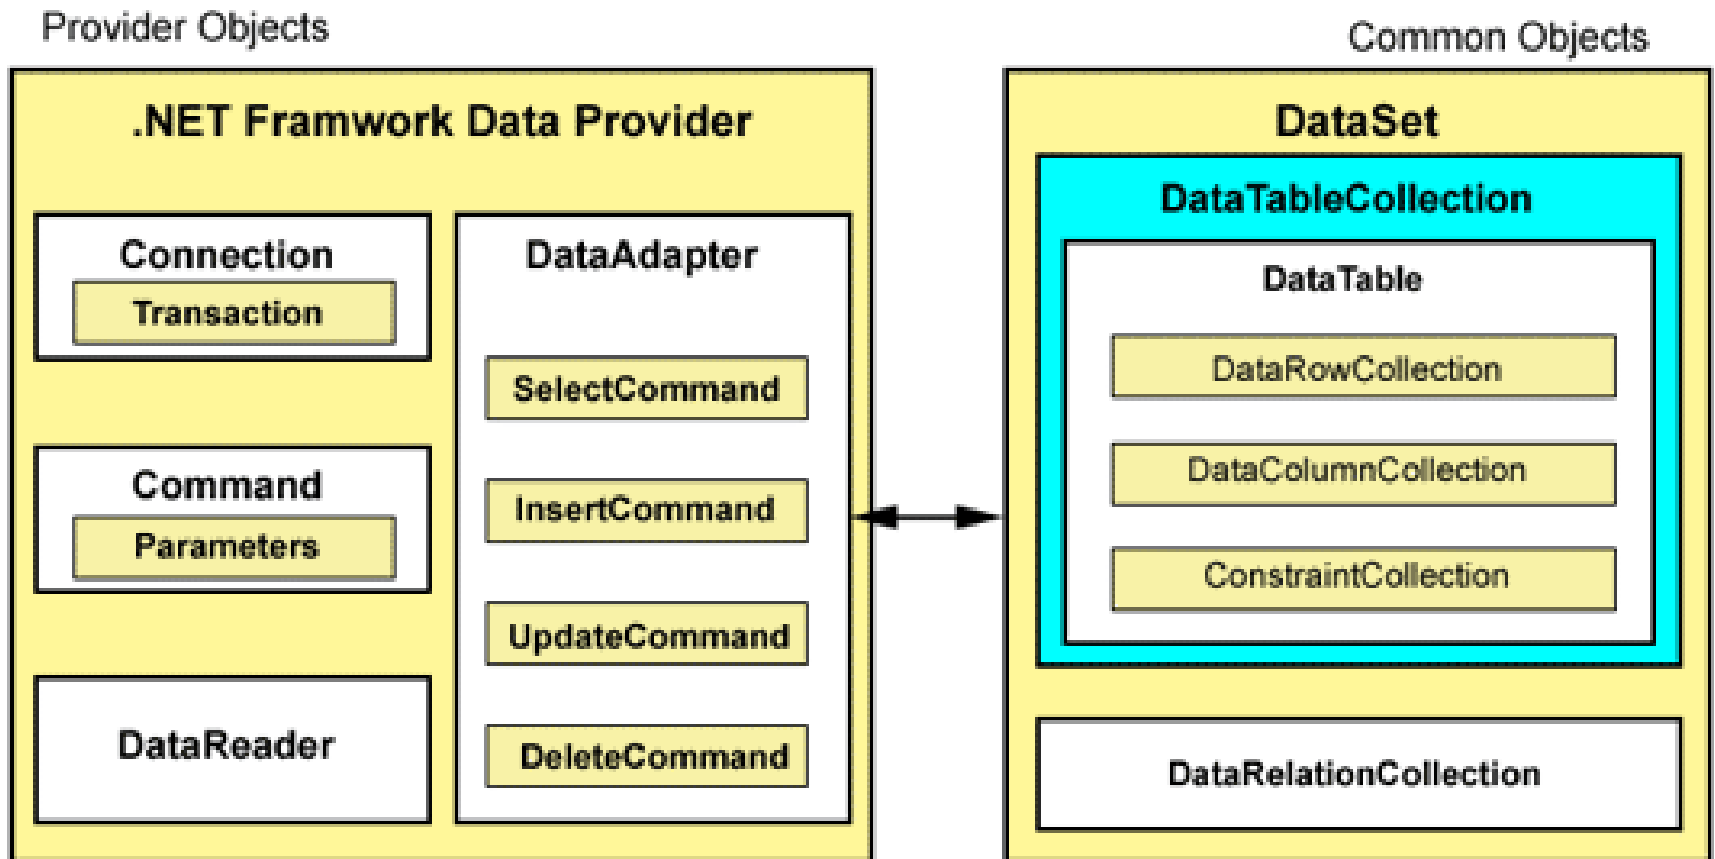 Provider Objects
Common Objects
.NET Framwork Data Provider
Connection
Transaction
Command
Parameters
DataReader
DataAdapter
SelectCommand
InsertCommand
UpdateCommand
DeleteCommand
DataSet
DataTableCollection
DataTable
DataRowCollection
DataColumnCollection
ConstraintCollection
DataRelationCollection